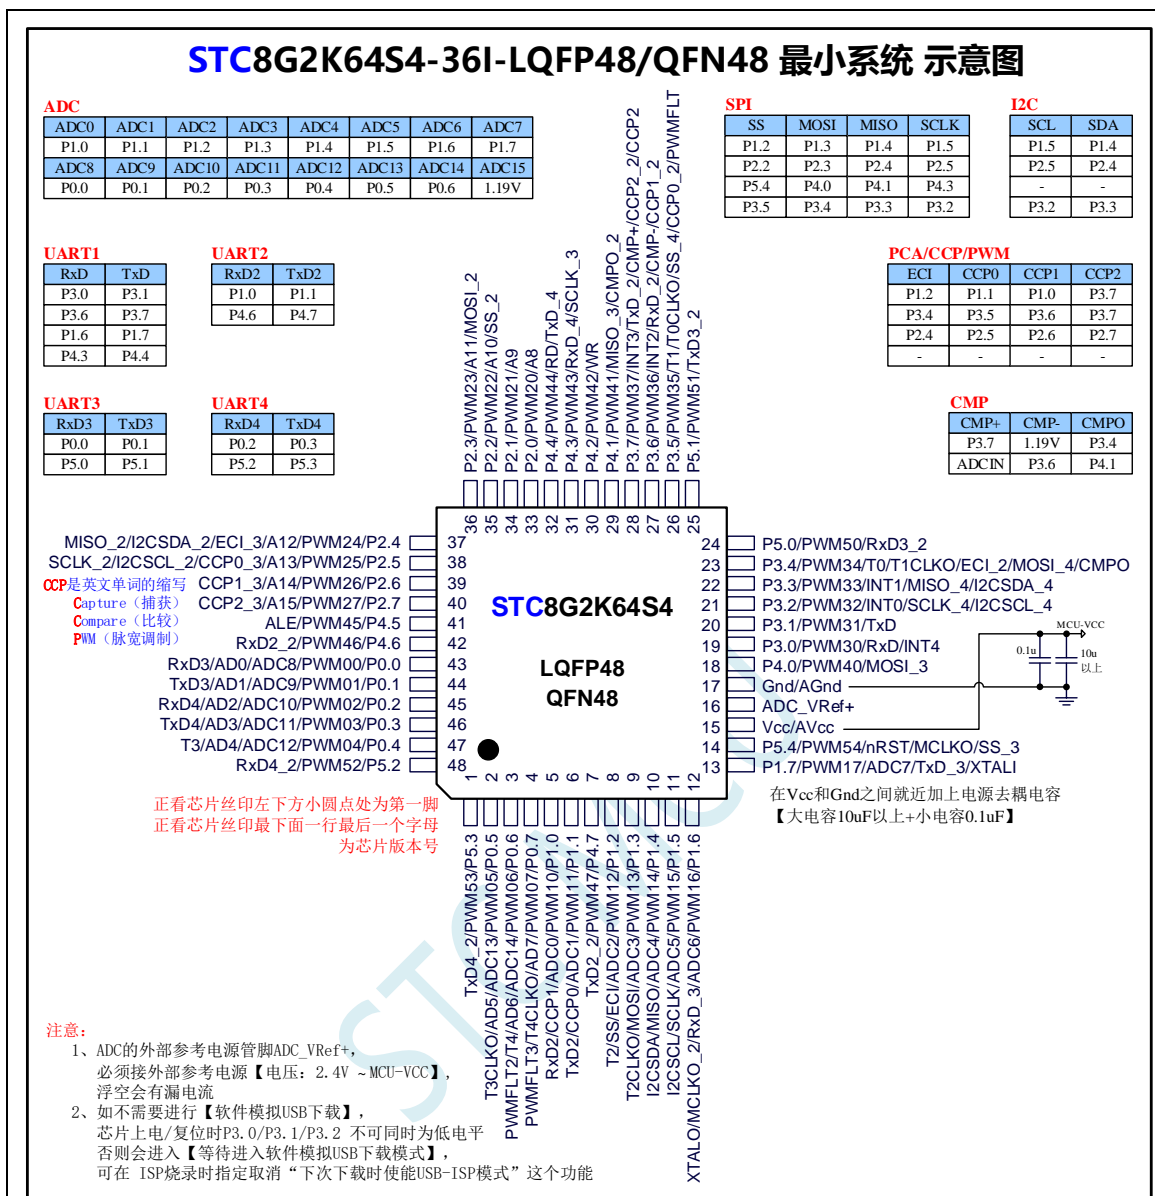 STC8G2K64S4-36I-LQFP48/QFN48 最小系统 示意图
ADC
ADC0 ADC1 ADC2 ADC3 ADC4 ADC5 ADC6 ADC7
P1.0 P1.1 P1.2 P1.3 P1.4 P1.5 P1.6 P1.7
ADC8 ADC9 ADC10 ADC11 ADC12 ADC13 ADC14 ADC15
P0.0 P0.1 P0.2 P0.3 P0.4 P0.5 P0.6 1.19V
SPI
SS MOSI MISO SCLK
P1.2 P1.3 P1.4 P1.5
P2.2 P2.3 P2.4 P2.5
P5.4 P4.0 P4.1 P4.3
P3.5 P3.4 P3.3 P3.2
I2C
SCL SDA
P1.5 P1.4
P2.5 P2.4
- -
P3.2 P3.3
UART1
RxD TxD
P3.0 P3.1
P3.6 P3.7
P1.6 P1.7
P4.3 P4.4
UART2
RxD2 TxD2
P1.0 P1.1
P4.6 P4.7
PCA/CCP/PWM
ECI CCP0 CCP1 CCP2
P1.2 P1.1 P1.0 P3.7
P3.4 P3.5 P3.6 P3.7
P2.4 P2.5 P2.6 P2.7
- - - -
UART3
RxD3 TxD3
P0.0 P0.1
P5.0 P5.1
UART4
RxD4 TxD4
P0.2 P0.3
P5.2 P5.3
CMP
CMP+ CMP- CMPO
P3.7 1.19V P3.4
ADCIN P3.6 P4.1
P2.3/PWM23/A11/MOSI_2
P2.2/PWM22/A10/SS_2
P2.1/PWM21/A9
P2.0/PWM20/A8
P4.4/PWM44/RD/TxD_4
P4.3/PWM43/RxD_4/SCLK_3
P4.2/PWM42/WR
P4.1/PWM41/MISO_3/CMPO_2
P3.7/PWM37/INT3/TxD_2/CMP+/CCP2_2/CCP2
P3.6/PWM36/INT2/RxD_2/CMP-/CCP1_2
P3.5/PWM35/T1/T0CLKO/SS_4/CCP0_2/PWMFLT
P5.1/PWM51/TxD3_2
36 35 34 33 32 31 30 29 28 27 26 25
MISO_2/I2CSDA_2/ECI_3/A12/PWM24/P2.4 37
SCLK_2/I2CSCL_2/CCP0_3/A13/PWM25/P2.5 38
CCP1_3/A14/PWM26/P2.6 39
CCP2_3/A15/PWM27/P2.7 40
ALE/PWM45/P4.5 41
RxD2_2/PWM46/P4.6 42
RxD3/AD0/ADC8/PWM00/P0.0 43
TxD3/AD1/ADC9/PWM01/P0.1 44
RxD4/AD2/ADC10/PWM02/P0.2 45
TxD4/AD3/ADC11/PWM03/P0.3 46
T3/AD4/ADC12/PWM04/P0.4 47
RxD4_2/PWM52/P5.2 48
CCP是英文单词的缩写
Capture（捕获）
Compare（比较）
PWM（脉宽调制）
STC8G2K64S4
LQFP48
QFN48
24 P5.0/PWM50/RxD3_2
23 P3.4/PWM34/T0/T1CLKO/ECI_2/MOSI_4/CMPO
22 P3.3/PWM33/INT1/MISO_4/I2CSDA_4
21 P3.2/PWM32/INT0/SCLK_4/I2CSCL_4
20 P3.1/PWM31/TxD
19 P3.0/PWM30/RxD/INT4
18 P4.0/PWM40/MOSI_3
17 Gnd/AGnd
16 ADC_VRef+
15 Vcc/AVcc
14 P5.4/PWM54/nRST/MCLKO/SS_3
13 P1.7/PWM17/ADC7/TxD_3/XTALI
MCU-VCC
0.1u
10u
以上
1 2 3 4 5 6 7 8 9 10 11 12
TxD4_2/PWM53/P5.3
T3CLKO/AD5/ADC13/PWM05/P0.5
PWMFLT2/T4/AD6/ADC14/PWM06/P0.6
PWMFLT3/T4CLKO/AD7/PWM07/P0.7
RxD2/CCP1/ADC0/PWM10/P1.0
TxD2/CCP0/ADC1/PWM11/P1.1
TxD2_2/PWM47/P4.7
T2/SS/ECI/ADC2/PWM12/P1.2
T2CLKO/MOSI/ADC3/PWM13/P1.3
I2CSDA/MISO/ADC4/PWM14/P1.4
I2CSCL/SCLK/ADC5/PWM15/P1.5
XTALO/MCLKO_2/RxD_3/ADC6/PWM16/P1.6
正看芯片丝印左下方小圆点处为第一脚
正看芯片丝印最下面一行最后一个字母
为芯片版本号
在Vcc和Gnd之间就近加上电源去耦电容
【大电容10uF以上+小电容0.1uF】
STC MCU
注意：
1、ADC的外部参考电源管脚ADC_VRef+，
必须接外部参考电源【电压：2.4V ~ MCU-VCC】，
浮空会有漏电流
2、如不需要进行【软件模拟USB下载】，
芯片上电/复位时P3.0/P3.1/P3.2 不可同时为低电平
否则会进入【等待进入软件模拟USB下载模式】，
可在 ISP烧录时指定取消“下次下载时使能USB-ISP模式”这个功能